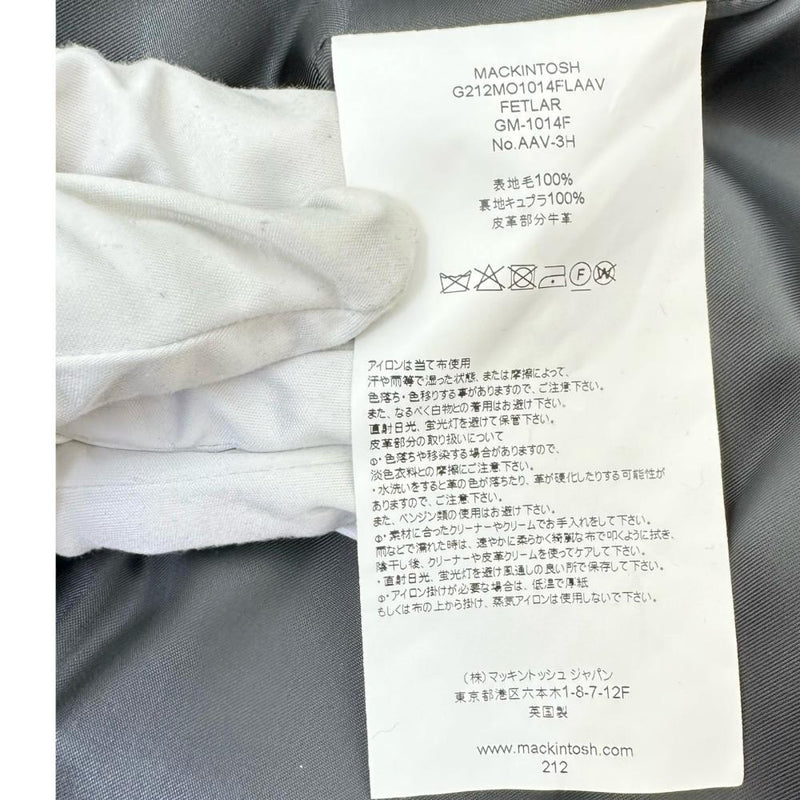 MACKINTOSH
G212MO1014FLAAV
FETLAR
GM-1014F
No.AAV-3H
表地毛100%
裏地キュプラ100%
皮革部分牛革
F W
アイロンは当て布使用
汗や雨等で湿った状態、または摩擦によって、
色落ち・色移りする事がありますので、ご注意下さい。
また、なるべく白物との着用はお避け下さい。
直射日光、蛍光灯を避けて保管下さい。
皮革部分の取り扱いについて
・色落ちや移染する場合がありますので、
淡色衣料との摩擦にご注意下さい。
・水洗いをすると革の色が落ちたり、革が硬化したりする可能性が
ありますので、ご注意下さい。
また、ベンジン類の使用はお避け下さい。
・素材に合ったクリーナーやクリームでお手入れをして下さい。
雨などで濡れた時は、速やかに柔らかく綺麗な布で叩くように拭き、
陰干し後、クリーナーや皮革クリームを使ってケアして下さい。
・直射日光、蛍光灯を避け風通しの良い所で保存して下さい。
・アイロン掛けが必要な場合は、低温で厚紙
もしくは布の上から掛け、蒸気アイロンは使用しないで下さい。
(株)マッキントッシュ ジャパン
東京都港区六本木1-8-7-12F
英国製
www.mackintosh.com
212